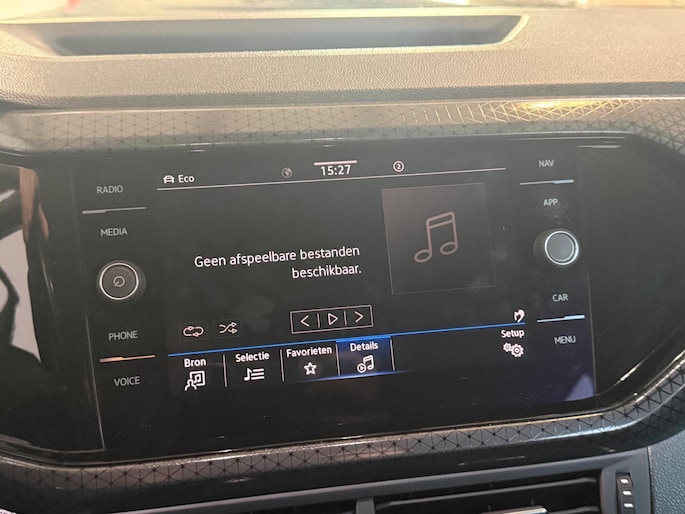 RADIO
MEDIA
PHONE
VOICE
Eco
15:27
2
Geen afspeelbare bestanden
beschikbaar.
Bron
Selectie
Favorieten
Details
Setup
NAV
APP
CAR
MENU